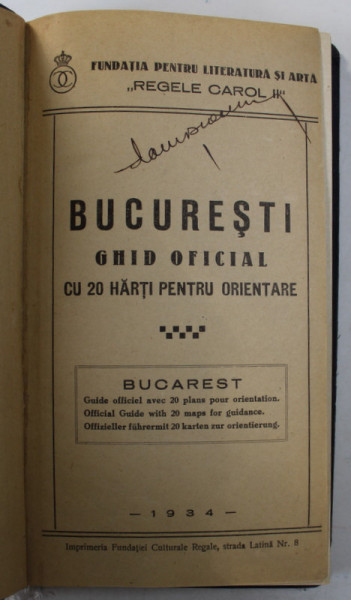 FUNDAȚIA PENTRU LITERATURĂ ȘI ARTĂ
„REGELE CAROL II"
BUCUREȘTI
GHID OFICIAL
CU 20 HĂRȚI PENTRU ORIENTARE
BUCAREST
Guide officiel avec 20 plans pour orientation.
Official Guide with 20 maps for guidance.
Offizieller führermit 20 karten zur orientierung.
— 1934 —
Imprimeria Fundației Culturale Regale, strada Latină Nr. 8